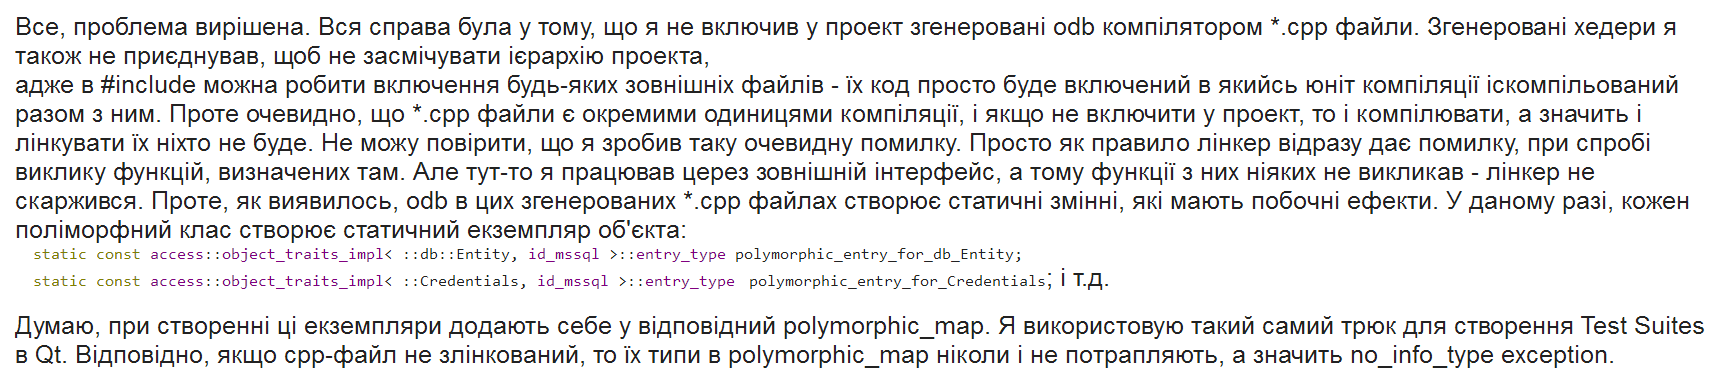 Все, проблема вирішена. Вся справа була у тому, що я не включив у проект згенеровані odb компілятором *.cpp файли. Згенеровані хедери я
також не приєднував, щоб не засмічувати ієрархію проекта,
адже в #include можна робити включення будь-яких зовнішніх файлів - їх код просто буде включений в якийсь юніт компіляції іскомпільований
разом з ним. Проте очевидно, що *.cpp файли є окремими одиницями компіляції, і якщо не включити у проект, то і компілювати, а значить і
лінкувати їх ніхто не буде. Не можу повірити, що я зробив таку очевидну помилку. Просто як правило лінкер відразу дає помилку, при спробі
виклику функцій, визначених там. Але тут-то я працював церез зовнішній інтерфейс, а тому функції з них ніяких не викликав - лінкер не
скаржився. Проте, як виявилось, odb в цих згенерованих *.cpp файлах створює статичні змінні, які мають побочні ефекти. У даному разі, кожен
поліморфний клас створює статичний екземпляр об'єкта:
static const access::object_traits_impl< ::db::Entity, id_mssql >::entry_type polymorphic_entry_for_db_Entity;
static const access::object_traits_impl< ::Credentials, id_mssql >::entry_type polymorphic_entry_for_Credentials; і т.д.
Думаю, при створенні ці екземпляри додають себе у відповідний polymorphic_map. Я використовую такий самий трюк для створення Test Suites
в Qt. Відповідно, якщо cpp-файл не злінкований, то їх типи в polymorphic_map ніколи і не потрапляють, а значить no_info_type exception.